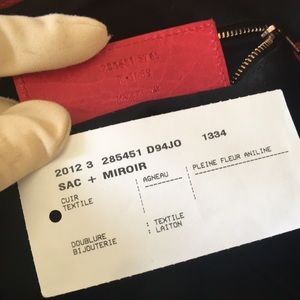 2012 3 285451 D94JO 1334
SAC + MIROIR
CUIR : AGNEAU : PLEINE FLEUR ANILINE
TEXTILE
DOUBLURE : TEXTILE
BIJOUTERIE : LAITON